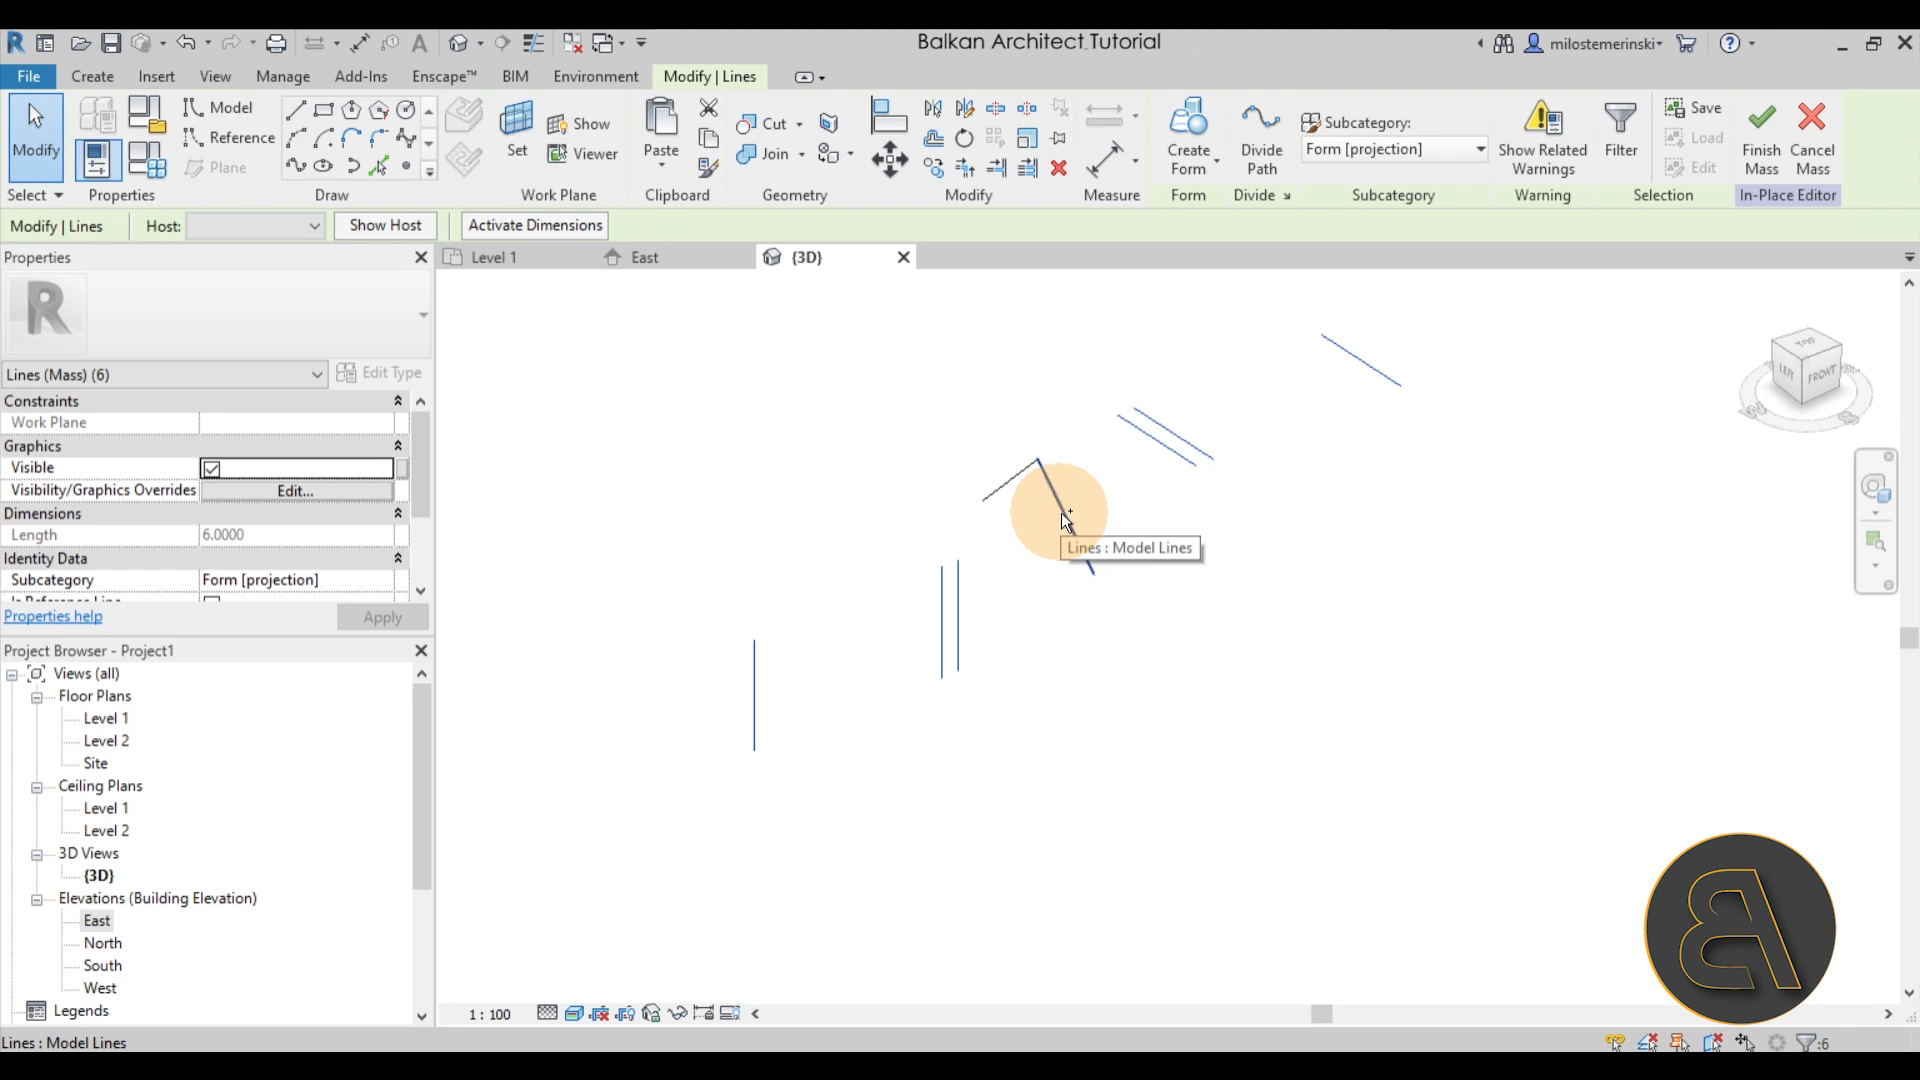 Balkan Architect Tutorial
milostemerinski
File Create Insert View Manage Add-Ins Enscape™ BIM Environment Modify | Lines
Modify
Select
Properties
Model
Reference
Plane
Draw
Set
Show
Viewer
Work Plane
Paste
Clipboard
Cut
Join
Geometry
Modify
Measure
Create
Form
Form
Divide
Path
Divide
Subcategory:
Form [projection]
Subcategory
Show Related
Warnings
Warning
Filter
Save
Load
Edit
Selection
Finish
Mass
Cancel
Mass
In-Place Editor
Modify | Lines
Host:
Show Host
Activate Dimensions
Properties
Level 1
East
{3D}
R
Lines (Mass) (6)
Edit Type
Constraints
Work Plane
Graphics
Visible
Visibility/Graphics Overrides Edit...
Dimensions
Length 6.0000
Identity Data
Subcategory Form [projection]
Properties help
Apply
Project Browser - Project1
Views (all)
Floor Plans
Level 1
Level 2
Site
Ceiling Plans
Level 1
Level 2
3D Views
{3D}
Elevations (Building Elevation)
East
North
South
West
Legends
Lines : Model Lines
TOP
LEFT
FRONT
1 : 100
Lines : Model Lines
:6
B